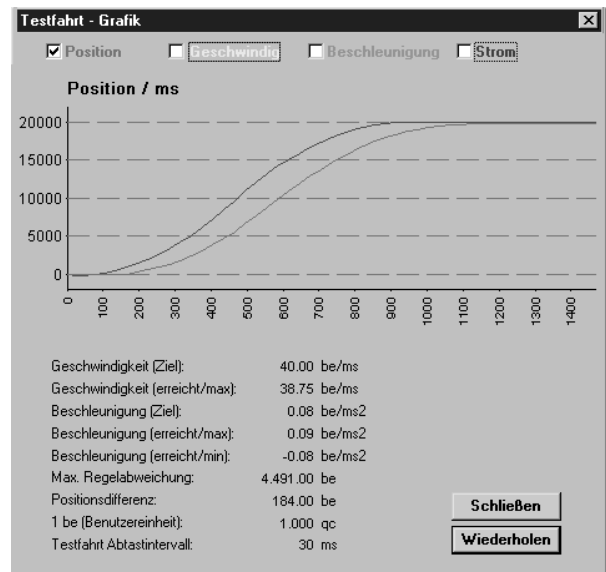 Testfahrt - Grafik
Position Geschwindig Beschleunigung Strom
Position / ms
20000
15000
10000
5000
0
0 100 200 300 400 500 600 700 800 900 1000 1100 1200 1300 1400
Geschwindigkeit (Ziel): 40.00 be/ms
Geschwindigkeit (erreicht/max): 38.75 be/ms
Beschleunigung (Ziel): 0.08 be/ms2
Beschleunigung (erreicht/max): 0.09 be/ms2
Beschleunigung (erreicht/min): -0.08 be/ms2
Max. Regelabweichung: 4.491.00 be
Positionsdifferenz: 184.00 be
1 be (Benutzereinheit): 1.000 qc
Testfahrt Abtastintervall: 30 ms
Schließen
Wiederholen